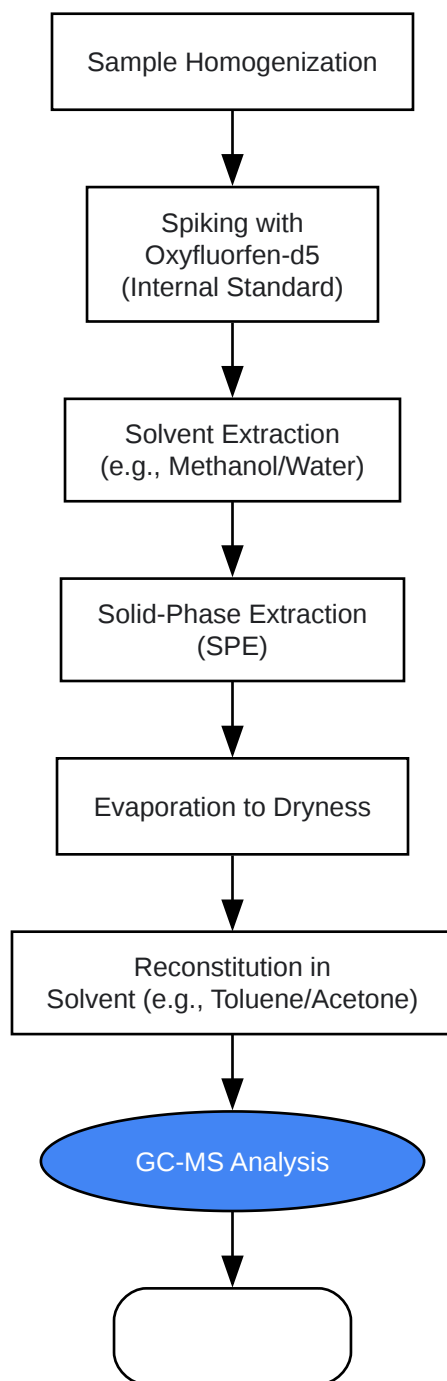 Sample Homogenization
Spiking with
Oxyfluorfen-d5
(Internal Standard)
Solvent Extraction
(e.g., Methanol/Water)
Solid-Phase Extraction
(SPE)
Evaporation to Dryness
Reconstitution in
Solvent (e.g., Toluene/Acetone)
GC-MS Analysis